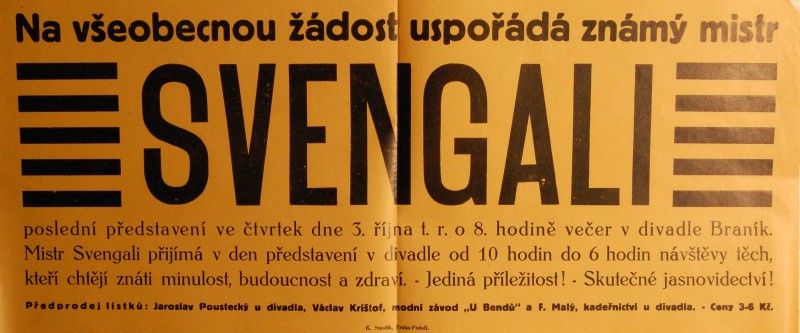 Na všeobecnou žádost uspořádá známý mistr
SVENGALI
poslední představení ve čtvrtek dne 3. října t. r. o 8. hodině večer v divadle Braník.
Mistr Svengali přijímá v den představení v divadle od 10 hodin do 6 hodin návštěvy těch,
kteří chtějí znáti minulost, budoucnost a zdraví. - Jediná příležitost! - Skutečné jasnovidectví!
Předprodej lístků: Jaroslav Poustecký u divadla, Václav Krištof, modní závod „U Bendů" a F. Malý, kadeřnictví u divadla. - Ceny 3-6 Kč.
K. Praha-Podolí.